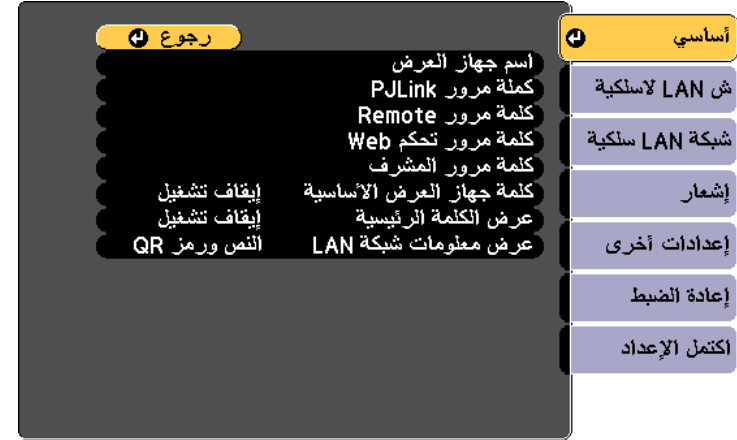 أساسي
ش LAN لاسلكية
شبكة LAN سلكية
إشعار
إعدادات أخرى
إعادة الضبط
اكتمل الإعداد
رجوع
اسم جهاز العرض
كملة مرور PJLink
كلمة مرور Remote
كلمة مرور تحكم Web
كلمة مرور المشرف
كلمة جهاز العرض الأساسية إيقاف تشغيل
عرض الكلمة الرئيسية إيقاف تشغيل
عرض معلومات شبكة LAN النص ورمز QR